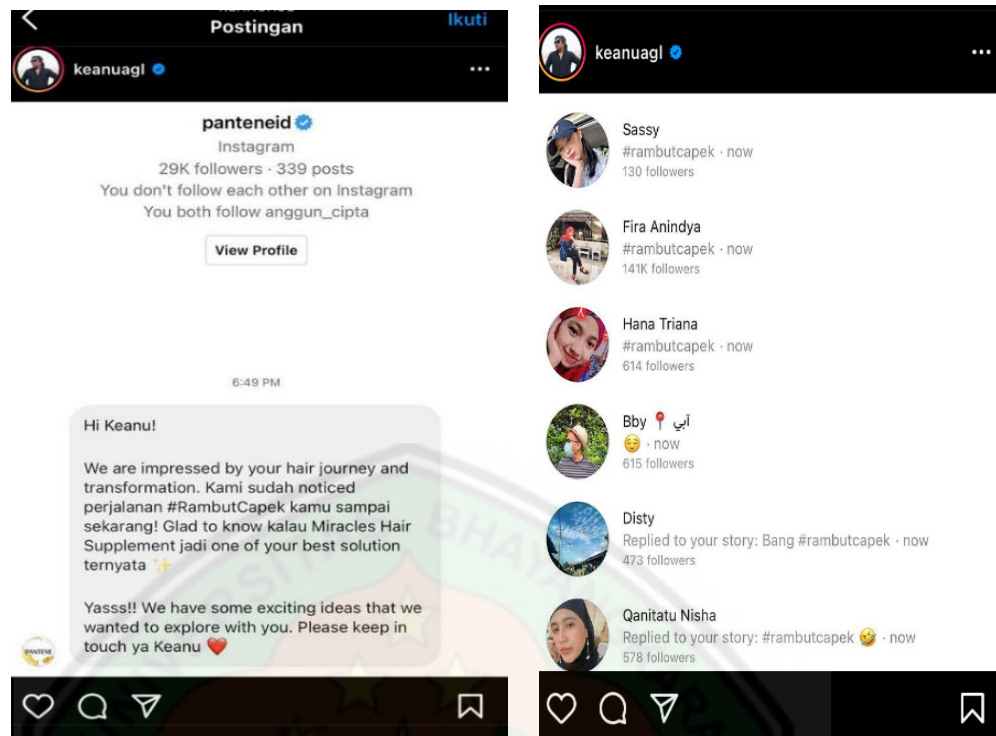 Postingan
Ikuti
keanuagl
panteneid
Instagram
29K followers · 339 posts
You don't follow each other on Instagram
You both follow anggun_cipta
View Profile
6:49 PM
Hi Keanu!
We are impressed by your hair journey and
transformation. Kami sudah noticed
perjalanan #RambutCapek kamu sampai
sekarang! Glad to know kalau Miracles Hair
Supplement jadi one of your best solution
ternyata ✨
Yasss!! We have some exciting ideas that we
wanted to explore with you. Please keep in
touch ya Keanu ❤️
PANTENE
keanuagl
Sassy
#rambutcapek · now
130 followers
Fira Anindya
#rambutcapek · now
141K followers
Hana Triana
#rambutcapek · now
614 followers
Bby 📍 آبي
😌 · now
615 followers
Disty
Replied to your story: Bang #rambutcapek · now
473 followers
Qanitatu Nisha
Replied to your story: #rambutcapek 🤣 · now
578 followers